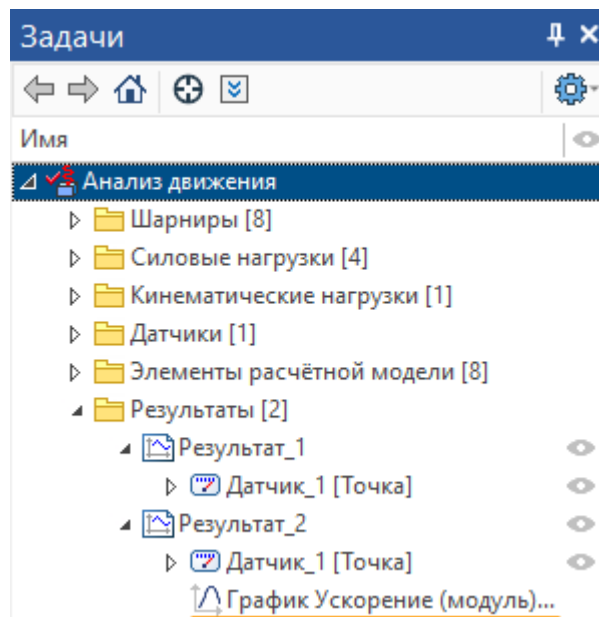 Задачи
Имя
Анализ движения
Шарниры [8]
Силовые нагрузки [4]
Кинематические нагрузки [1]
Датчики [1]
Элементы расчётной модели [8]
Результаты [2]
Результат_1
Датчик_1 [Точка]
Результат_2
Датчик_1 [Точка]
График Ускорение (модуль)...